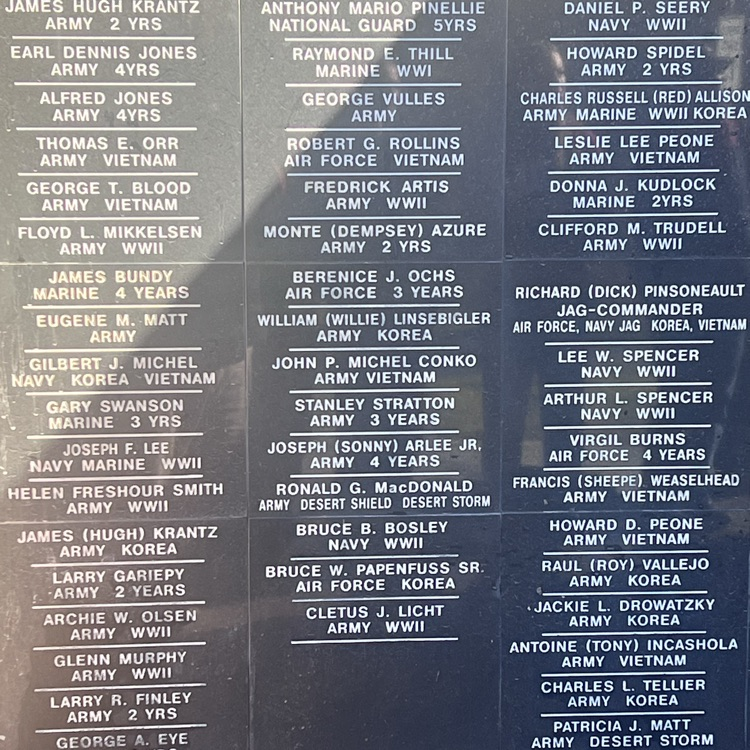 JAMES HUGH KRANTZ
ARMY 2 YRS
EARL DENNIS JONES
ARMY 4YRS
ALFRED JONES
ARMY 4YRS
THOMAS E. ORR
ARMY VIETNAM
GEORGE T. BLOOD
ARMY VIETNAM
FLOYD L. MIKKELSEN
ARMY WWII
JAMES BUNDY
MARINE 4 YEARS
EUGENE M. MATT
ARMY
GILBERT J. MICHEL
NAVY KOREA VIETNAM
GARY SWANSON
MARINE 3 YRS
JOSEPH F. LEE
NAVY MARINE WWII
HELEN FRESHOUR SMITH
ARMY WWII
JAMES (HUGH) KRANTZ
ARMY KOREA
LARRY GARIEPY
ARMY 2 YEARS
ARCHIE W. OLSEN
ARMY WWII
GLENN MURPHY
ARMY WWII
LARRY R. FINLEY
ARMY 2 YRS
GEORGE A. EYE
ANTHONY MARIO PINELLIE
NATIONAL GUARD 5YRS
RAYMOND E. THILL
MARINE WWI
GEORGE VULLES
ARMY
ROBERT G. ROLLINS
AIR FORCE VIETNAM
FREDRICK ARTIS
ARMY WWII
MONTE (DEMPSEY) AZURE
ARMY 2 YRS
BERENICE J. OCHS
AIR FORCE 3 YEARS
WILLIAM (WILLIE) LINSEBIGLER
ARMY KOREA
JOHN P. MICHEL CONKO
ARMY VIETNAM
STANLEY STRATTON
ARMY 3 YEARS
JOSEPH (SONNY) ARLEE JR,
ARMY 4 YEARS
RONALD G. MacDONALD
ARMY DESERT SHIELD DESERT STORM
BRUCE B. BOSLEY
NAVY WWII
BRUCE W. PAPENFUSS SR.
AIR FORCE KOREA
CLETUS J. LICHT
ARMY WWII
DANIEL P. SEERY
NAVY WWII
HOWARD SPIDEL
ARMY 2 YRS
CHARLES RUSSELL (RED) ALLISON
ARMY MARINE WWII KOREA
LESLIE LEE PEONE
ARMY VIETNAM
DONNA J. KUDLOCK
MARINE 2YRS
CLIFFORD M. TRUDELL
ARMY WWII
RICHARD (DICK) PINSONEAULT
JAG-COMMANDER
AIR FORCE, NAVY JAG KOREA, VIETNAM
LEE W. SPENCER
NAVY WWII
ARTHUR L. SPENCER
NAVY WWII
VIRGIL BURNS
AIR FORCE 4 YEARS
FRANCIS (SHEEPE) WEASELHEAD
ARMY VIETNAM
HOWARD D. PEONE
ARMY VIETNAM
RAUL (ROY) VALLEJO
ARMY KOREA
JACKIE L. DROWATZKY
ARMY KOREA
ANTOINE (TONY) INCASHOLA
ARMY VIETNAM
CHARLES L. TELLIER
ARMY KOREA
PATRICIA J. MATT
ARMY DESERT STORM